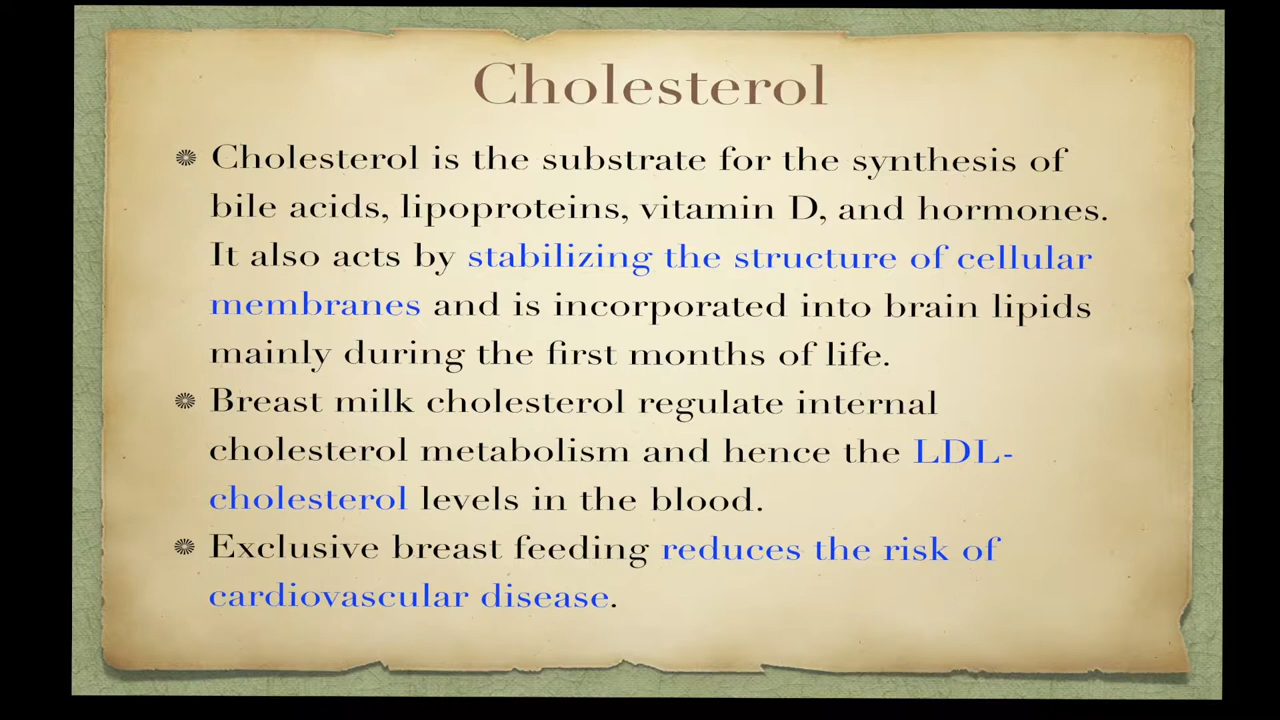 Cholesterol
Cholesterol is the substrate for the synthesis of
bile acids, lipoproteins, vitamin D, and hormones.
It also acts by stabilizing the structure of cellular
membranes and is incorporated into brain lipids
mainly during the first months of life.
Breast milk cholesterol regulate internal
cholesterol metabolism and hence the LDL-
cholesterol levels in the blood.
Exclusive breast feeding reduces the risk of
cardiovascular disease.